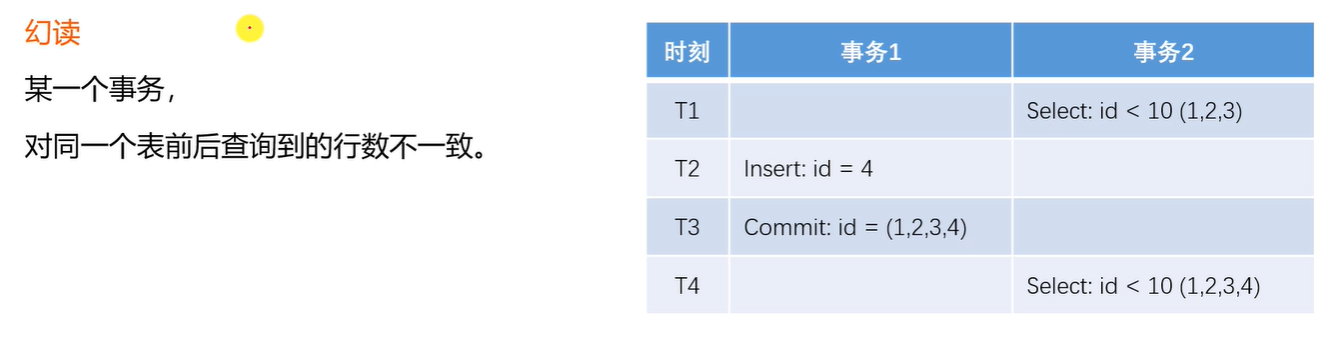 幻读
某一个事务，
对同一个表前后查询到的行数不一致。
时刻 事务1 事务2
T1 Select: id < 10 (1,2,3)
T2 Insert: id = 4
T3 Commit: id = (1,2,3,4)
T4 Select: id < 10 (1,2,3,4)